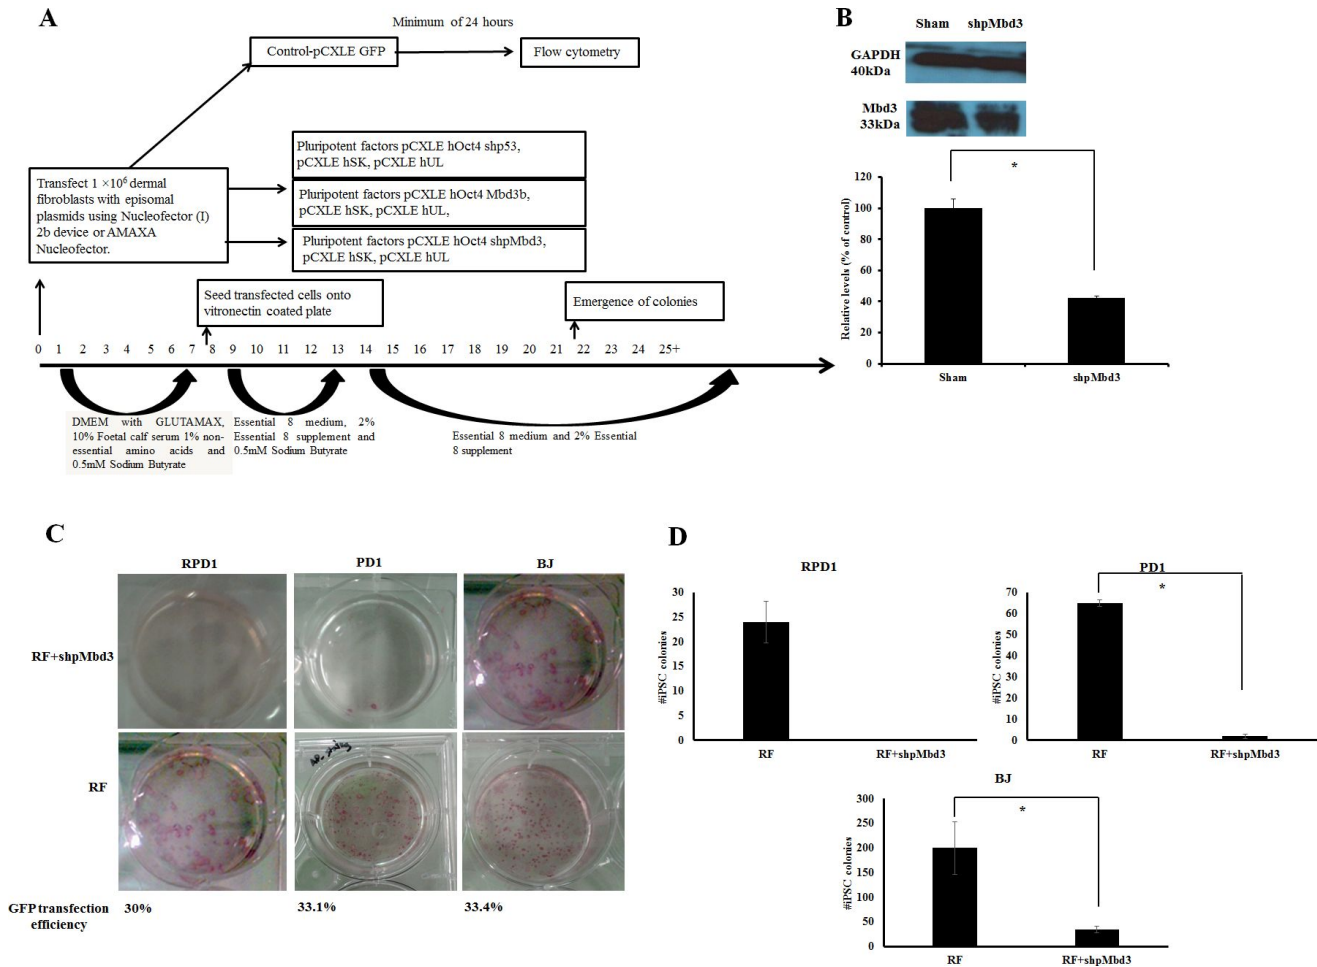 A
Minimum of 24 hours
Control-pCXLE GFP
Flow cytometry
Transfect 1 ×10⁶ dermal
fibroblasts with episomal
plasmids using Nucleofector (I)
2b device or AMAXA
Nucleofector.
Pluripotent factors pCXLE hOct4 shp53,
pCXLE hSK, pCXLE hUL
Pluripotent factors pCXLE hOct4 Mbd3b,
pCXLE hSK, pCXLE hUL,
Pluripotent factors pCXLE hOct4 shpMbd3,
pCXLE hSK, pCXLE hUL
Seed transfected cells onto
vitronectin coated plate
Emergence of colonies
0 1 2 3 4 5 6 7 8 9 10 11 12 13 14 15 16 17 18 19 20 21 22 23 24 25+
DMEM with GLUTAMAX,
10% Foetal calf serum 1% non-
essential amino acids and
0.5mM Sodium Butyrate
Essential 8 medium, 2%
Essential 8 supplement and
0.5mM Sodium Butyrate
Essential 8 medium and 2% Essential
8 supplement
B
Sham shpMbd3
GAPDH
40kDa
Mbd3
33kDa
*
Relative levels (% of control)
120
100
80
60
40
20
0
Sham shpMbd3
C
RPD1 PD1 BJ
RF+shpMbd3
RF
GFP transfection
efficiency
30% 33.1% 33.4%
D
RPD1
#iPSC colonies
30
25
20
15
10
5
0
RF RF+shpMbd3
PD1
*
#iPSC colonies
70
60
50
40
30
20
10
0
RF RF+shpMbd3
BJ
*
#iPSC colonies
300
250
200
150
100
50
0
RF RF+shpMbd3